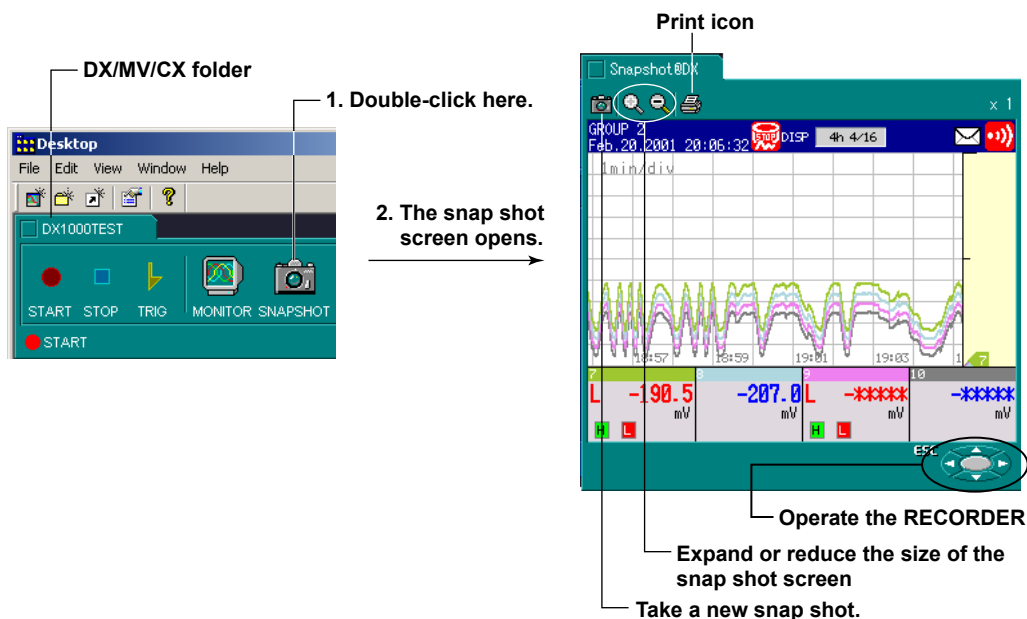 Print icon
DX/MV/CX folder
1. Double-click here.
Desktop
File Edit View Window Help
DX1000TEST
START STOP TRIG MONITOR SNAPSHOT
START
2. The snap shot
screen opens.
Snapshot@DX
x 1
GROUP 2
Feb.20.2001 20:06:32 STOP DISP 4h 4/16
1min/div
18:57 18:59 19:01 19:03 1 7
7 8 9 10
L -190.5 -207.0 L -***** -*****
mV mV mV mV
H L H L
ESC
Operate the RECORDER
Expand or reduce the size of the
snap shot screen
Take a new snap shot.